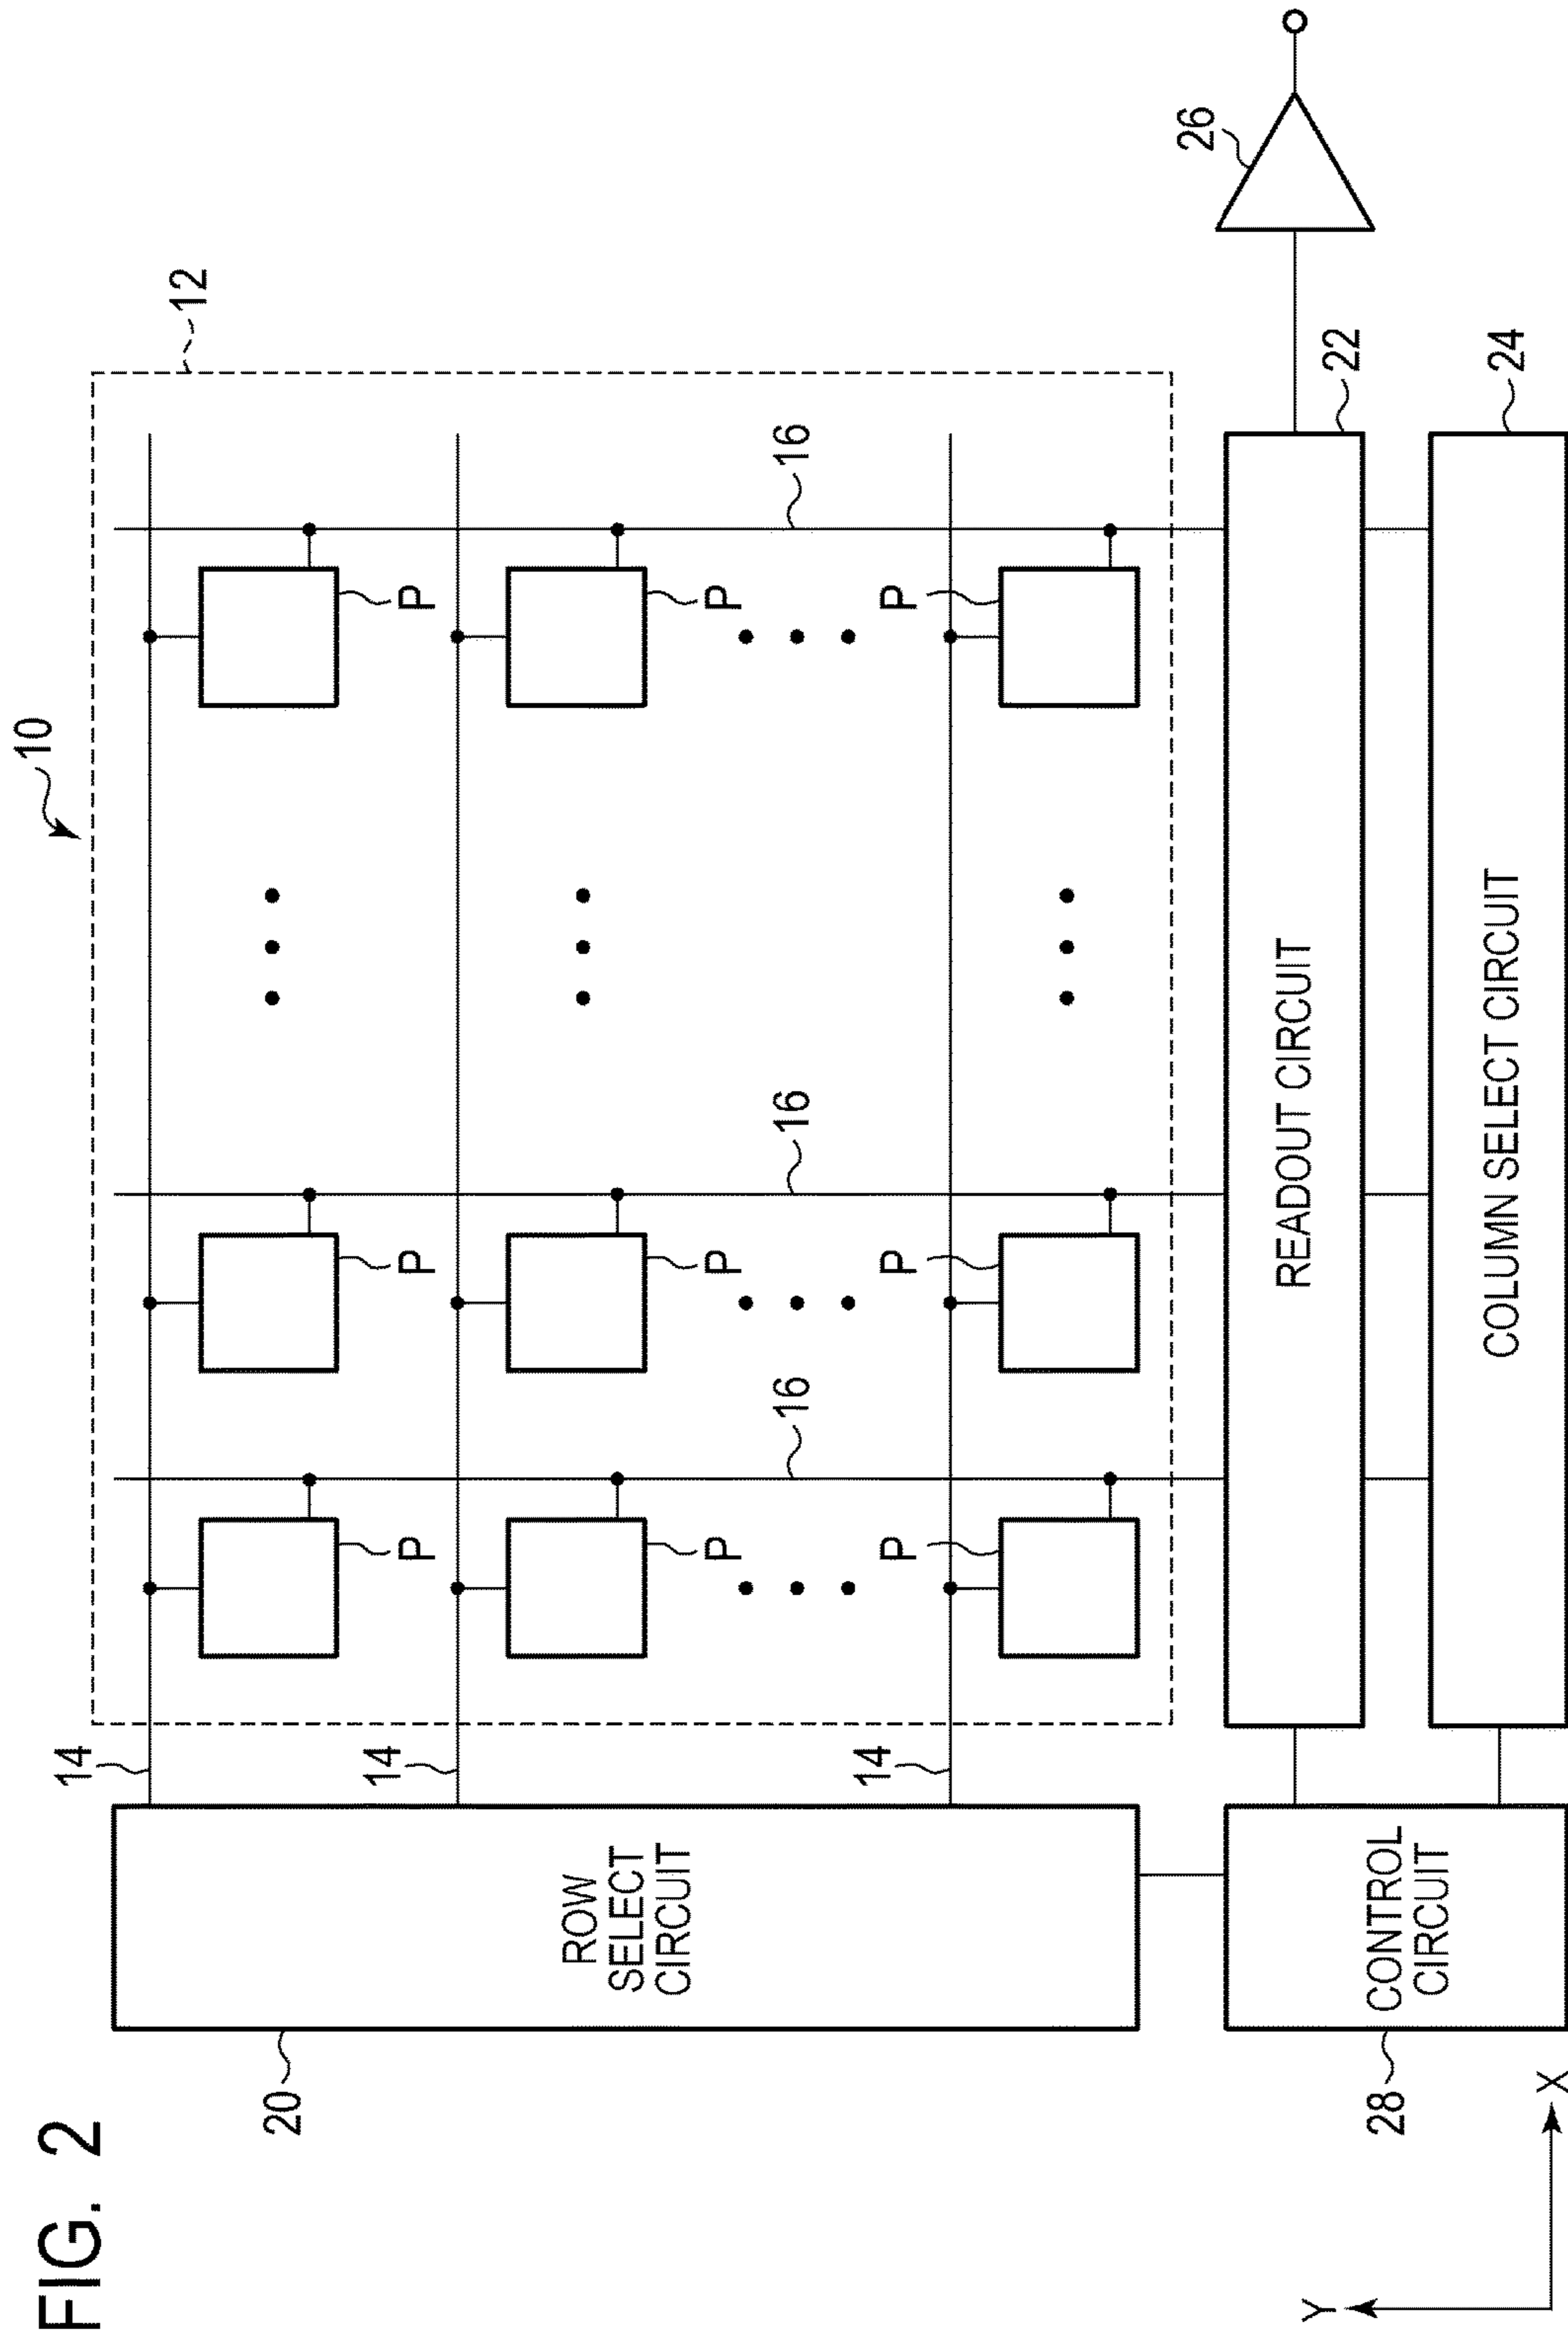 FIG. 2
10
12
14
P
P
P
16
16
16
14
P
P
P
14
P
P
P
20
ROW
SELECT
CIRCUIT
26
READOUT CIRCUIT
22
28
CONTROL
CIRCUIT
COLUMN SELECT CIRCUIT
24
Y
X